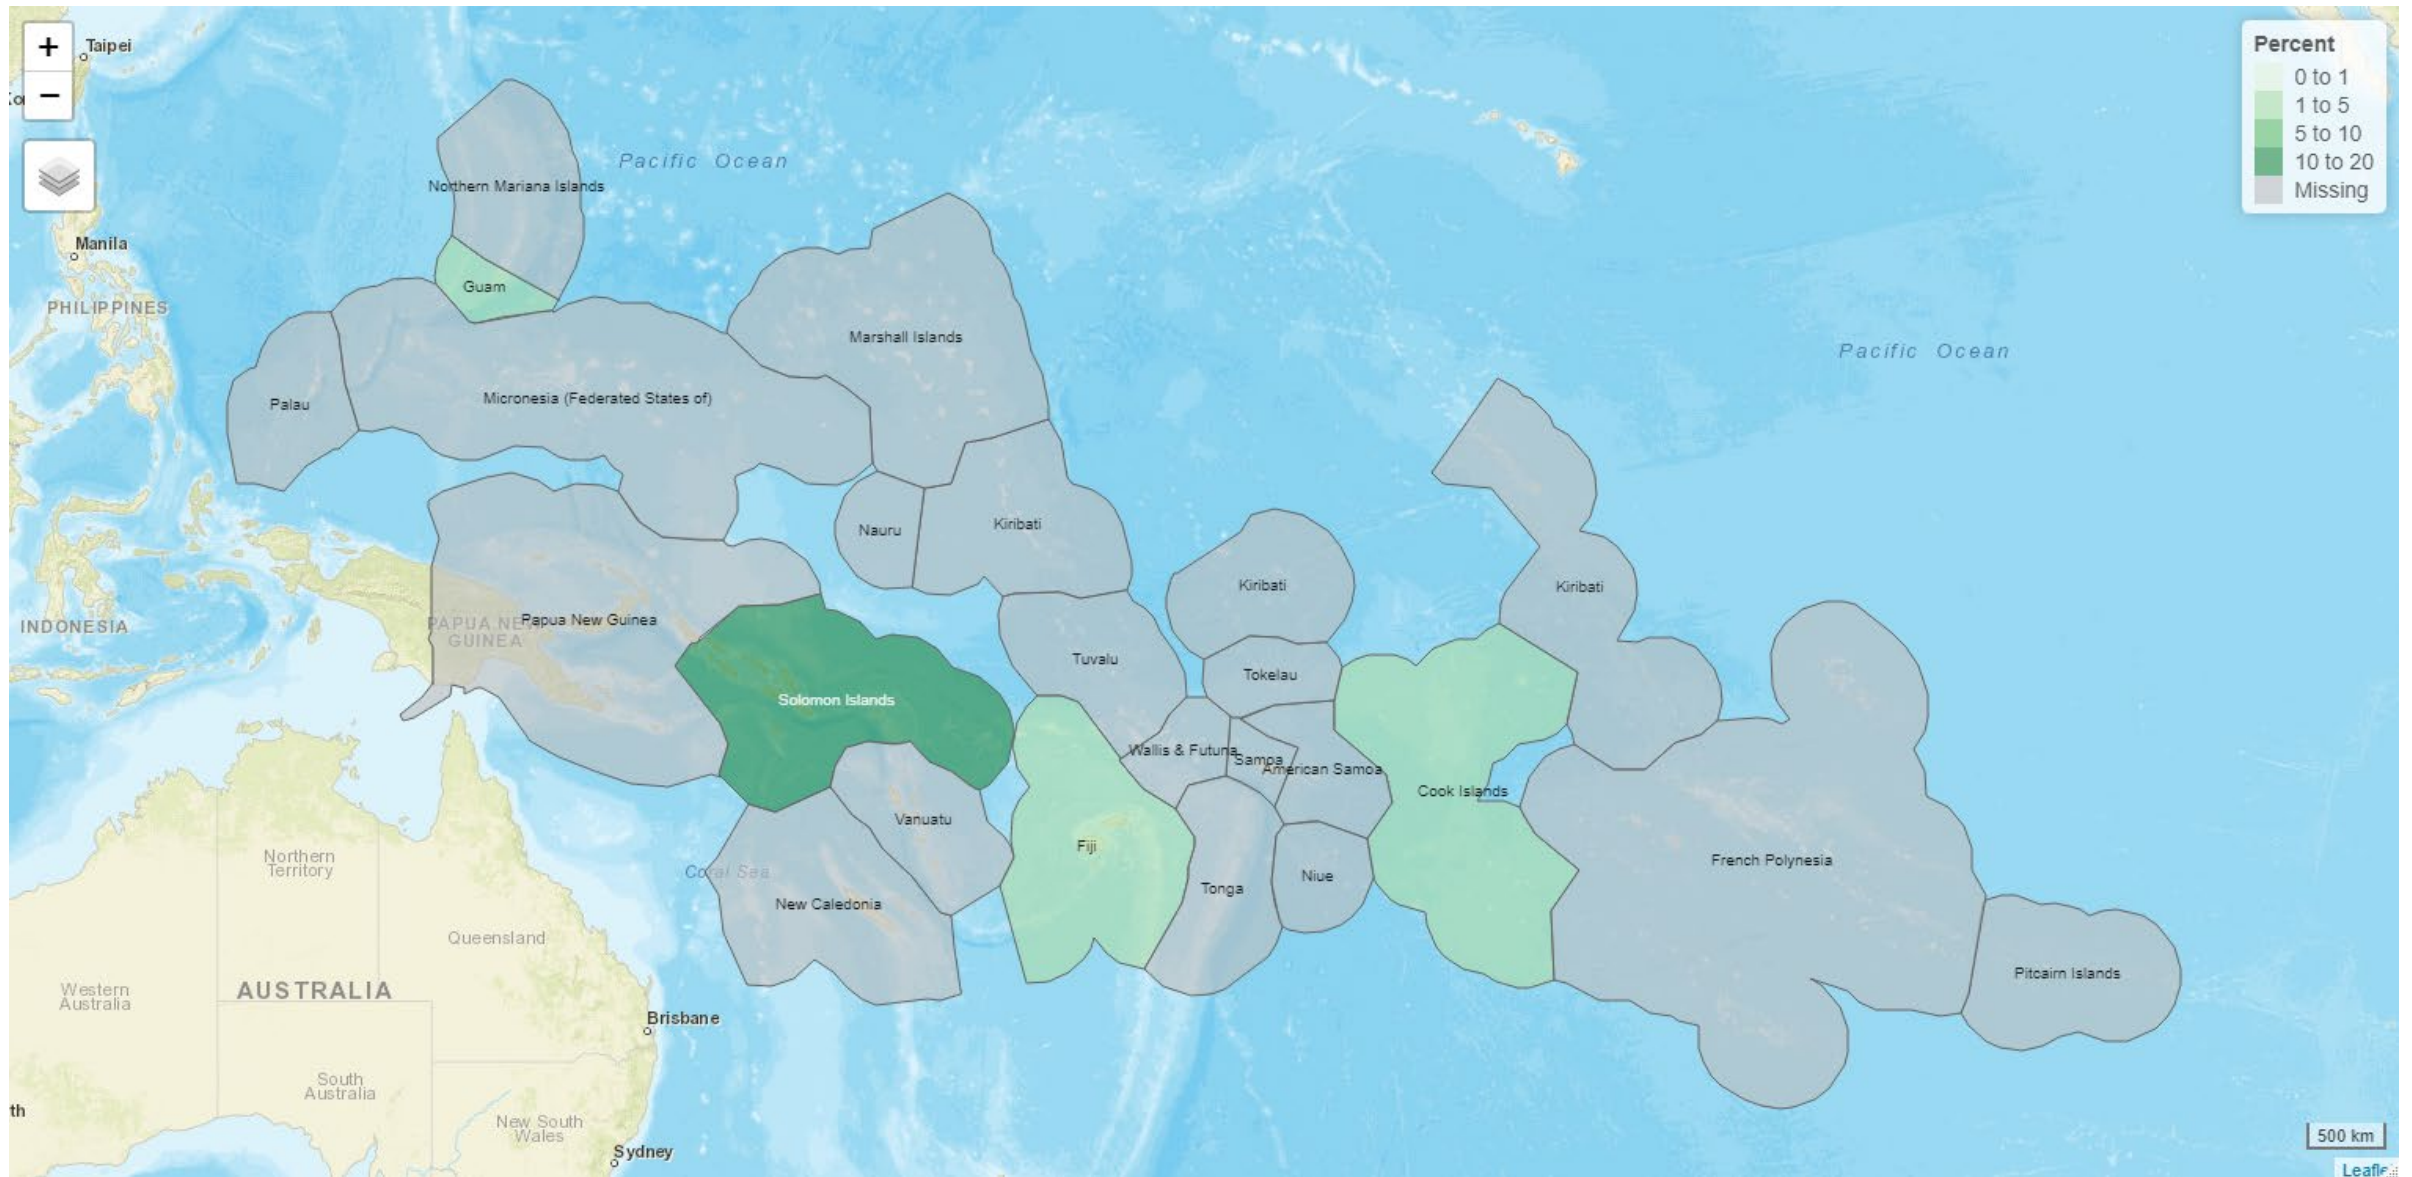 +
Taipei
−
Percent
0 to 1
1 to 5
5 to 10
10 to 20
Missing
Pacific Ocean
Northern Mariana Islands
Manila
Guam
PHILIPPINES
Marshall Islands
Pacific Ocean
Palau
Micronesia (Federated States of)
Nauru
Kiribati
Kiribati
Kiribati
INDONESIA
PAPUA NEW
GUINEA
Papua New Guinea
Tuvalu
Tokelau
Solomon Islands
Wallis & Futuna
Samoa
American Samoa
Cook Islands
Vanuatu
Fiji
French Polynesia
Northern
Territory
Coral Sea
Niue
Tonga
New Caledonia
Queensland
Pitcairn Islands
Western
Australia
AUSTRALIA
Brisbane
South
Australia
th
New South
Wales
500 km
Sydney